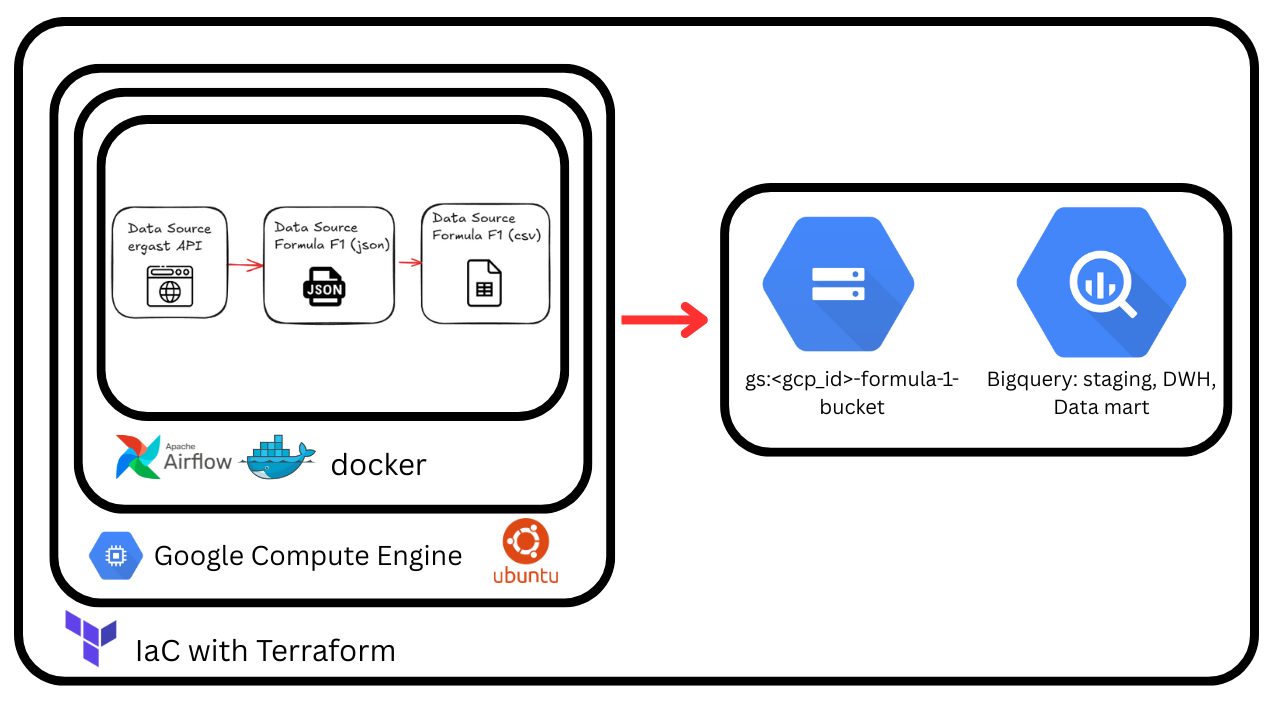 Data Source
ergast API
Data Source
Formula F1 (json)
JSON
Data Source
Formula F1 (csv)
gs:<gcp_id>-formula-1-
bucket
Bigquery: staging, DWH,
Data mart
Apache
Airflow
docker
Google Compute Engine
ubuntu
IaC with Terraform